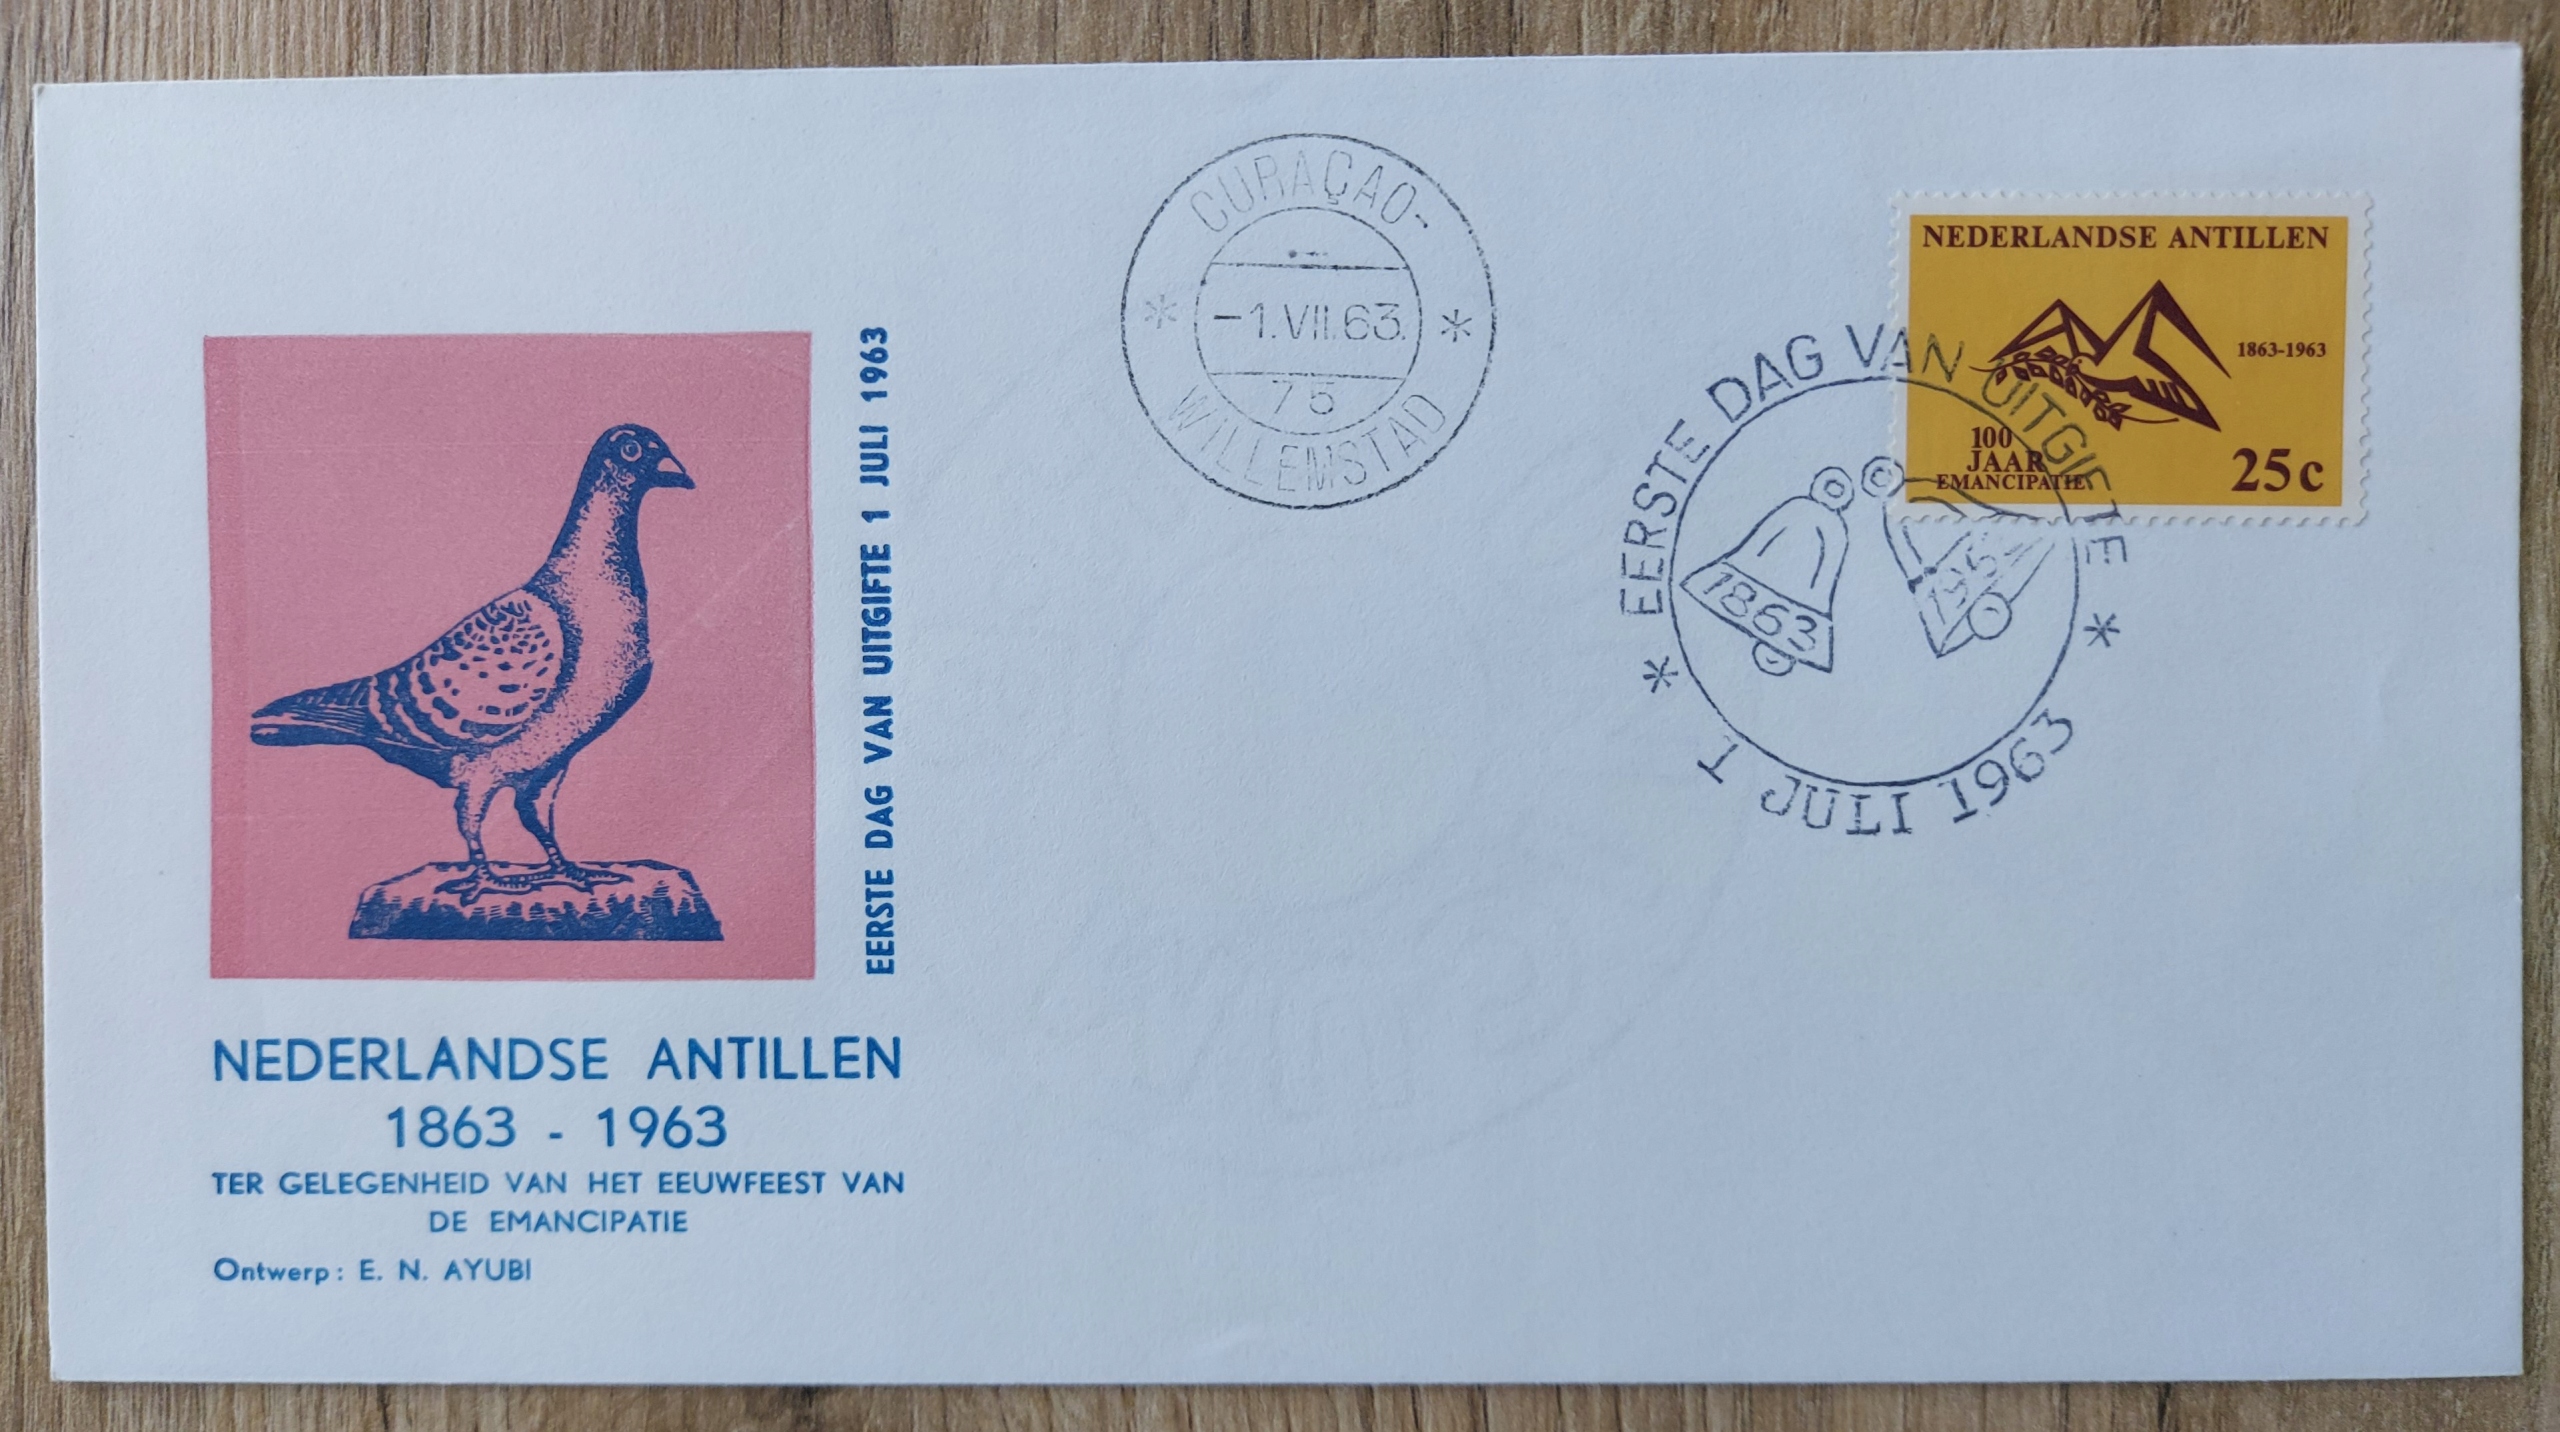 CURAÇAO-
-1.VII.63.
75
WILLEMSTAD
NEDERLANDSE ANTILLEN
1863-1963
100
JAAR
EMANCIPATIE
25c
* EERSTE DAG VAN UITGIFTE *
1863
1 JULI 1963
EERSTE DAG VAN UITGIFTE 1 JULI 1963
NEDERLANDSE ANTILLEN
1863 - 1963
TER GELEGENHEID VAN HET EEUWFEEST VAN
DE EMANCIPATIE
Ontwerp: E. N. AYUBI